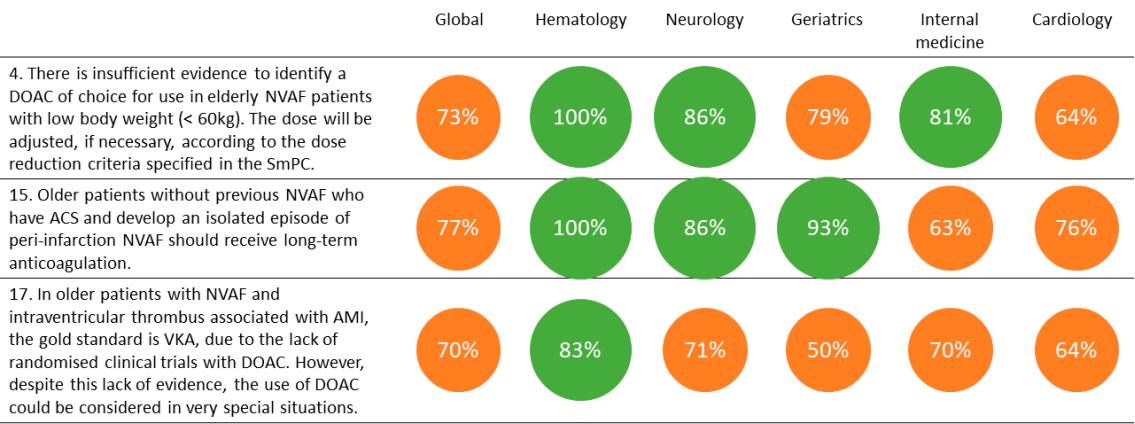 Global Hematology Neurology Geriatrics Internal medicine Cardiology
4. There is insufficient evidence to identify a
DOAC of choice for use in elderly NVAF patients
with low body weight (< 60kg). The dose will be
adjusted, if necessary, according to the dose
reduction criteria specified in the SmPC.
73% 100% 86% 79% 81% 64%
15. Older patients without previous NVAF who
have ACS and develop an isolated episode of
peri-infarction NVAF should receive long-term
anticoagulation.
77% 100% 86% 93% 63% 76%
17. In older patients with NVAF and
intraventricular thrombus associated with AMI,
the gold standard is VKA, due to the lack of
randomised clinical trials with DOAC. However,
despite this lack of evidence, the use of DOAC
could be considered in very special situations.
70% 83% 71% 50% 70% 64%